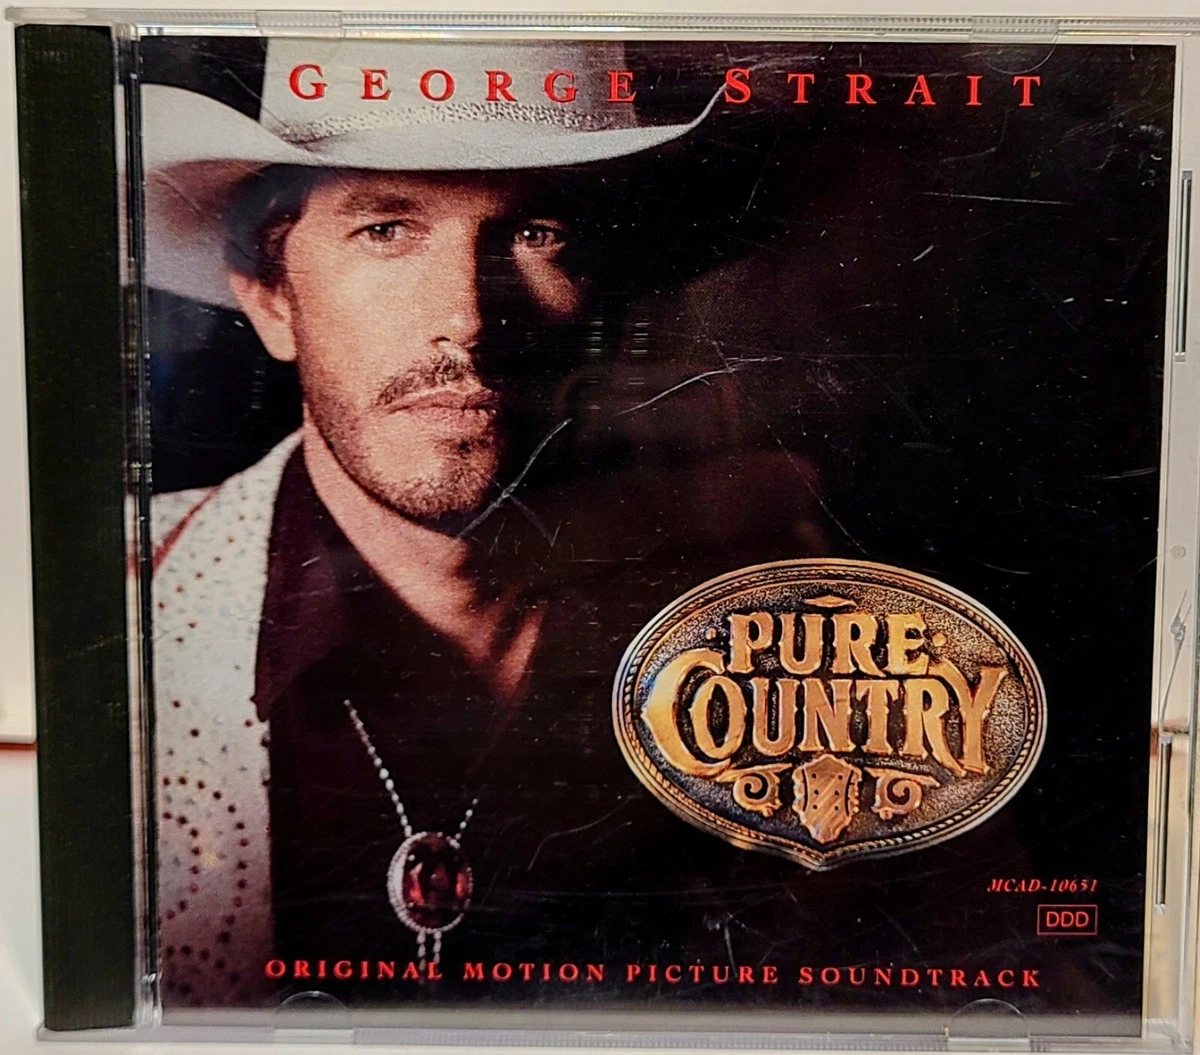 GEORGE STRAIT
PURE
COUNTRY
MCAD-10651
DDD
ORIGINAL MOTION PICTURE SOUNDTRACK